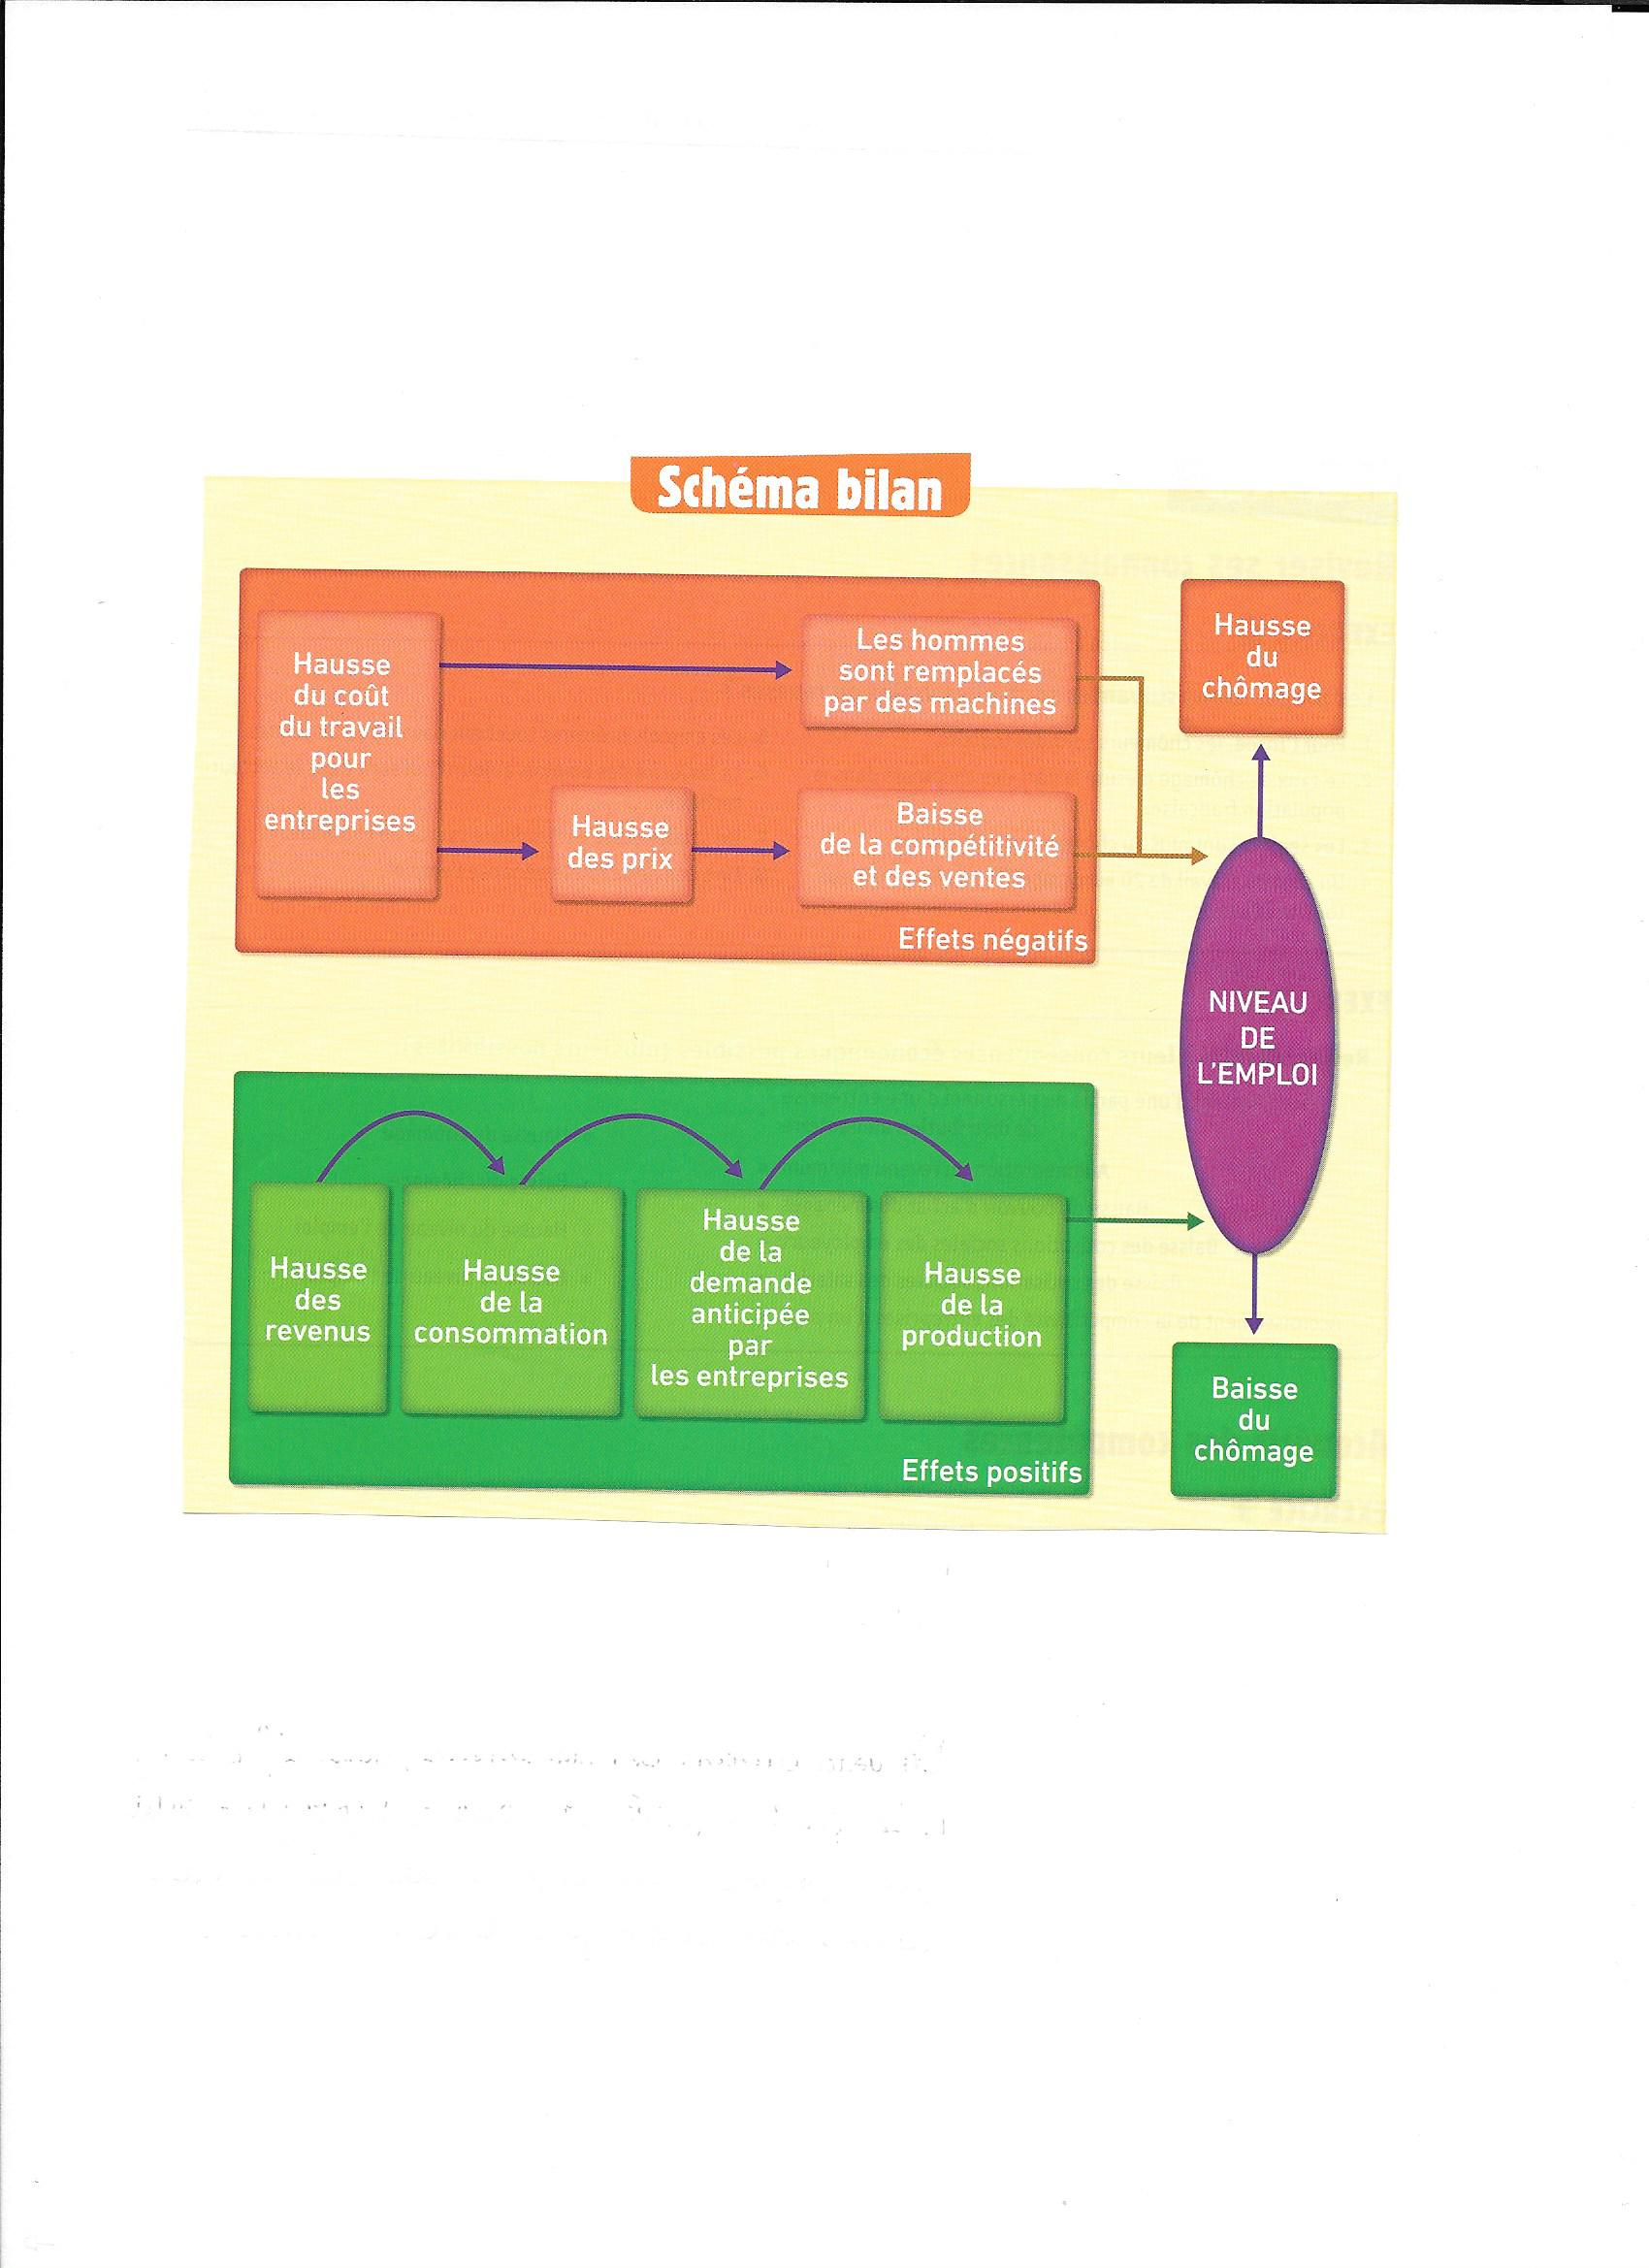 Schéma bilan
Hausse
du coût
du travail
pour
les
entreprises
Les hommes
sont remplacés
par des machines
Hausse
des prix
Baisse
de la compétitivité
et des ventes
Effets négatifs
Hausse
du
chômage
NIVEAU
DE
L'EMPLOI
Hausse
des
revenus
Hausse
de la
consommation
Hausse
de la
demande
anticipée
par
les entreprises
Hausse
de la
production
Effets positifs
Baisse
du
chômage